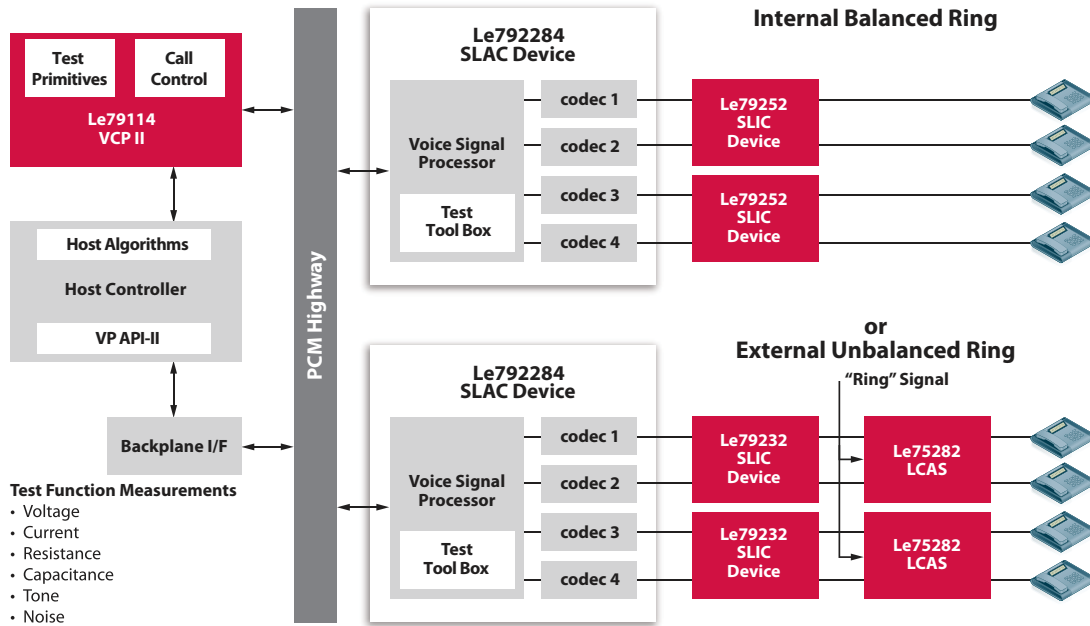 Test
Primitives
Call
Control
Le79114
VCP II
Host Algorithms
Host Controller
VP API-II
Backplane I/F
Test Function Measurements
• Voltage
• Current
• Resistance
• Capacitance
• Tone
• Noise
PCM Highway
Internal Balanced Ring
Le792284
SLAC Device
Voice Signal
Processor
Test
Tool Box
codec 1
codec 2
codec 3
codec 4
Le79252
SLIC
Device
Le79252
SLIC
Device
or
External Unbalanced Ring
“Ring” Signal
Le792284
SLAC Device
Voice Signal
Processor
Test
Tool Box
codec 1
codec 2
codec 3
codec 4
Le79232
SLIC
Device
Le79232
SLIC
Device
Le75282
LCAS
Le75282
LCAS